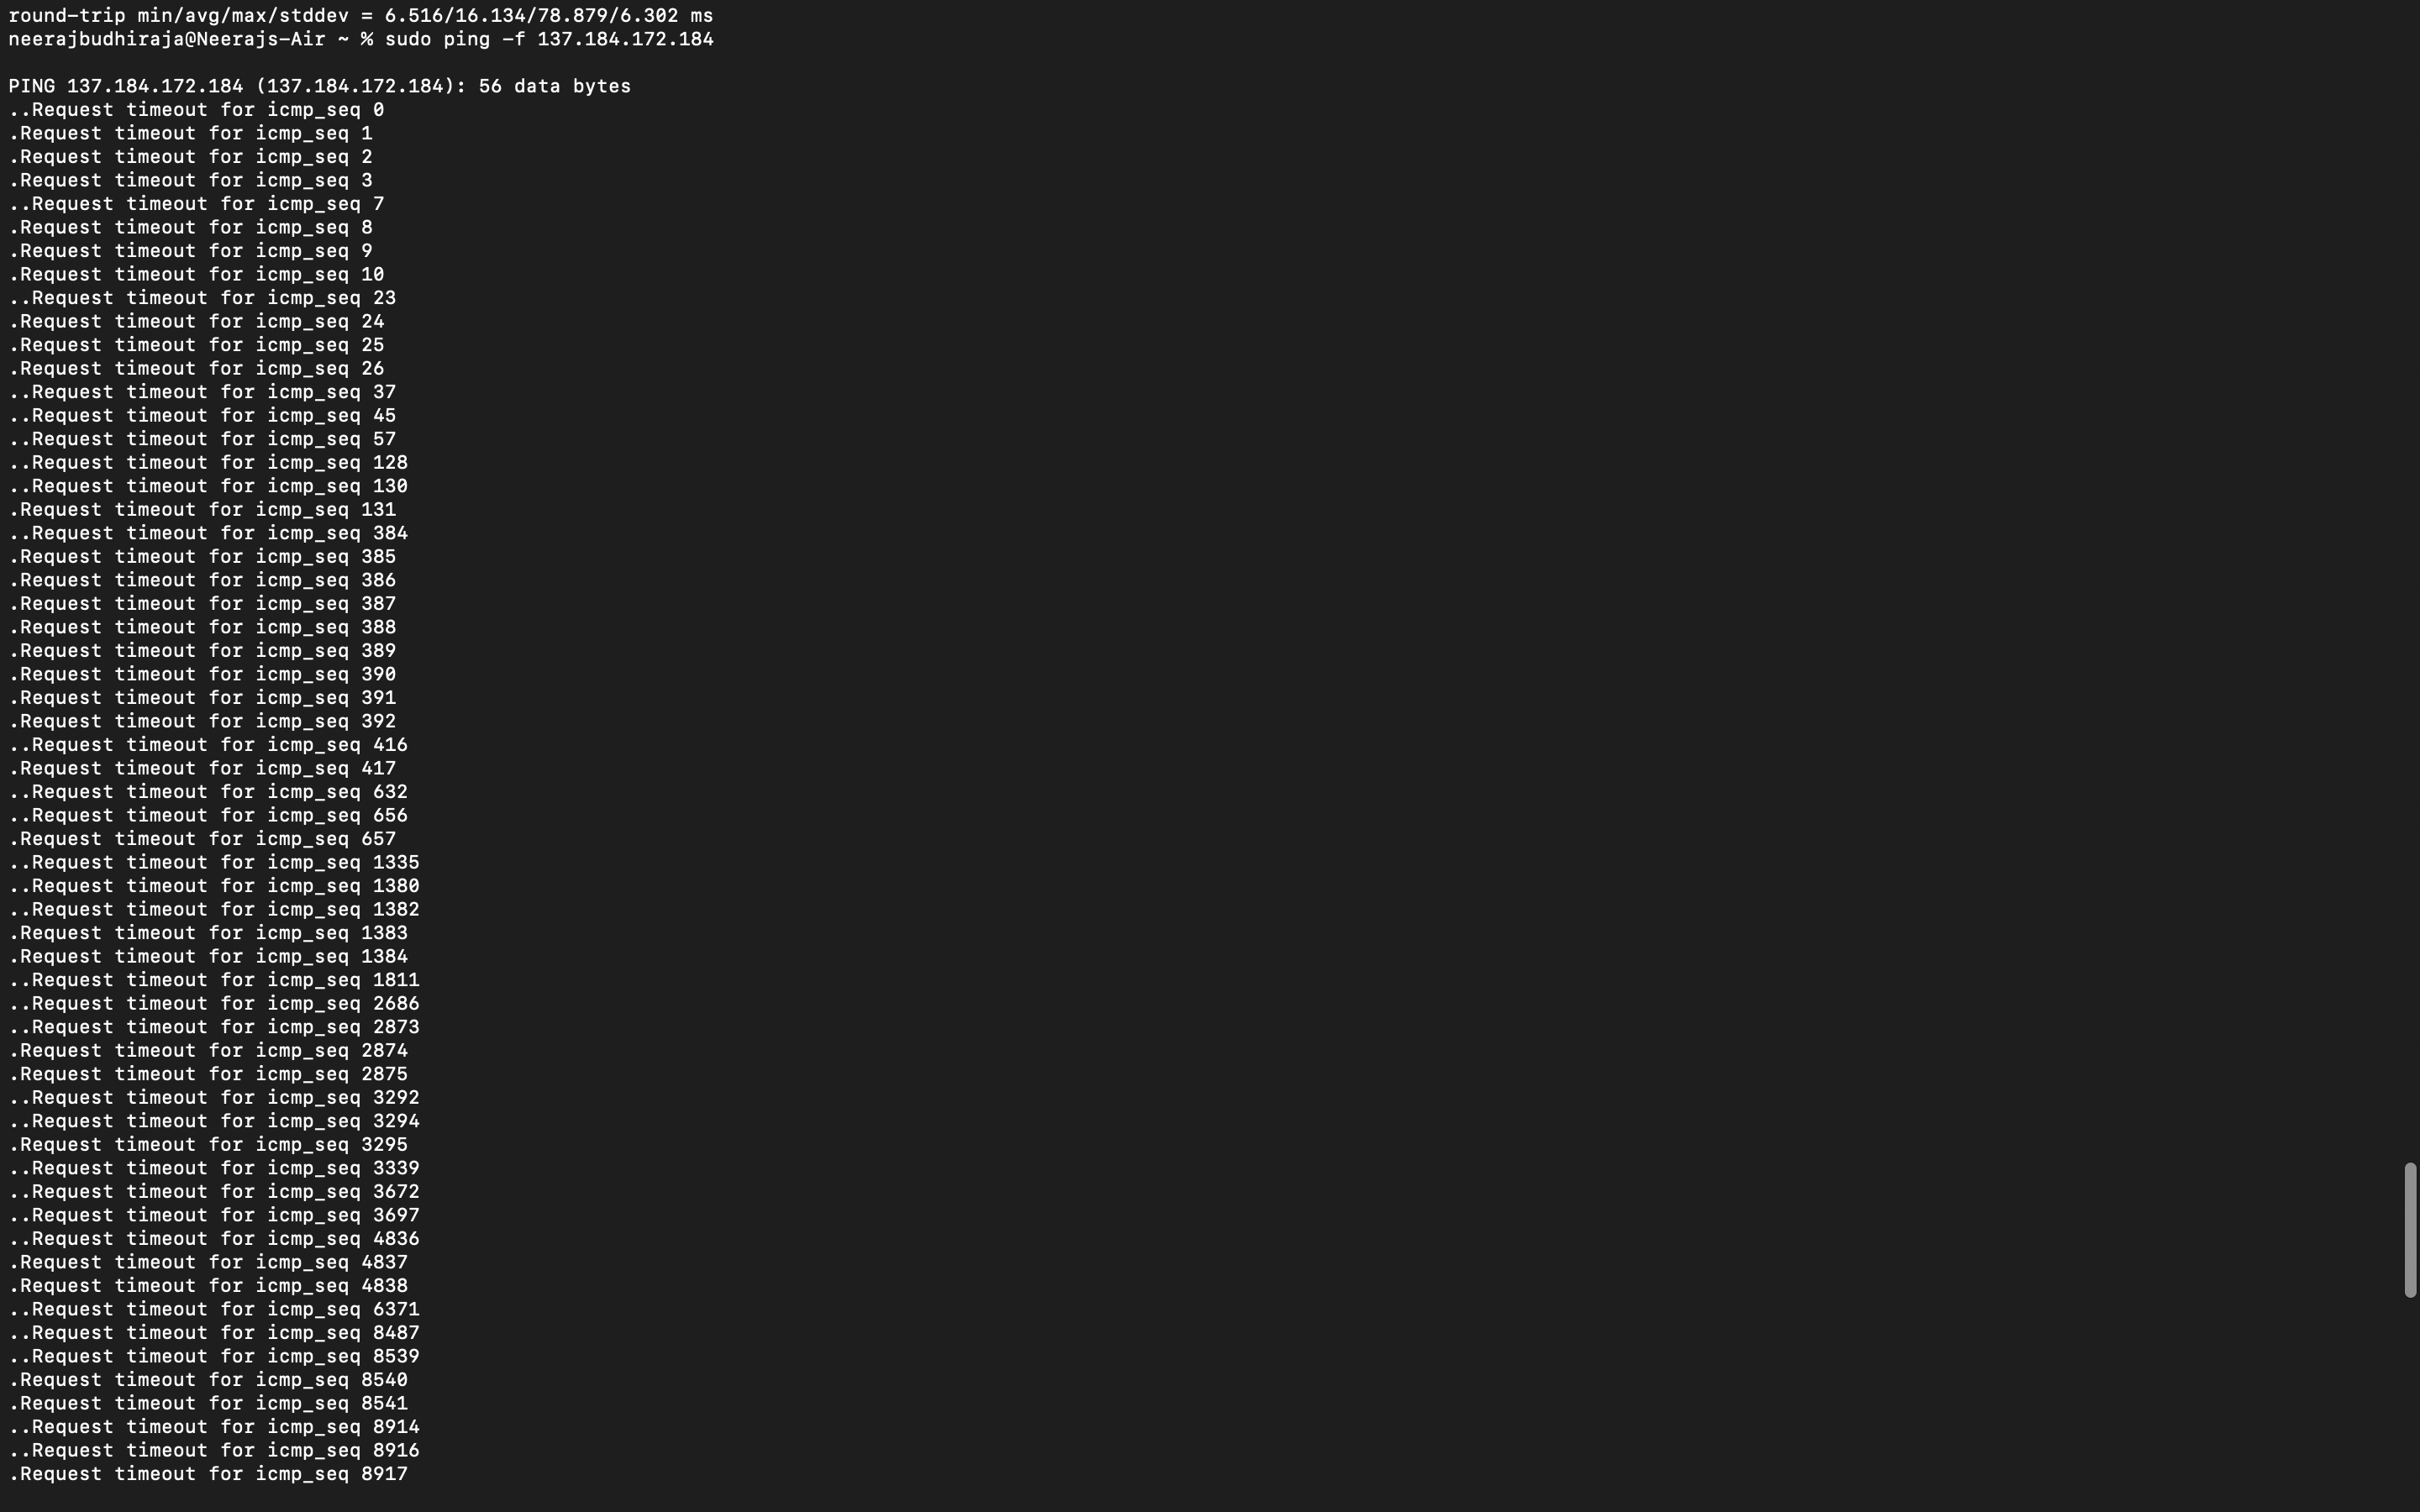 round-trip min/avg/max/stddev = 6.516/16.134/78.879/6.302 ms
neerajbudhiraja@Neerajs-Air ~ % sudo ping -f 137.184.172.184
PING 137.184.172.184 (137.184.172.184): 56 data bytes
..Request timeout for icmp_seq 0
.Request timeout for icmp_seq 1
.Request timeout for icmp_seq 2
.Request timeout for icmp_seq 3
..Request timeout for icmp_seq 7
.Request timeout for icmp_seq 8
.Request timeout for icmp_seq 9
.Request timeout for icmp_seq 10
..Request timeout for icmp_seq 23
.Request timeout for icmp_seq 24
.Request timeout for icmp_seq 25
.Request timeout for icmp_seq 26
..Request timeout for icmp_seq 37
..Request timeout for icmp_seq 45
..Request timeout for icmp_seq 57
..Request timeout for icmp_seq 128
..Request timeout for icmp_seq 130
.Request timeout for icmp_seq 131
..Request timeout for icmp_seq 384
.Request timeout for icmp_seq 385
.Request timeout for icmp_seq 386
.Request timeout for icmp_seq 387
.Request timeout for icmp_seq 388
.Request timeout for icmp_seq 389
.Request timeout for icmp_seq 390
.Request timeout for icmp_seq 391
.Request timeout for icmp_seq 392
..Request timeout for icmp_seq 416
.Request timeout for icmp_seq 417
..Request timeout for icmp_seq 632
..Request timeout for icmp_seq 656
.Request timeout for icmp_seq 657
..Request timeout for icmp_seq 1335
..Request timeout for icmp_seq 1380
..Request timeout for icmp_seq 1382
.Request timeout for icmp_seq 1383
.Request timeout for icmp_seq 1384
..Request timeout for icmp_seq 1811
..Request timeout for icmp_seq 2686
..Request timeout for icmp_seq 2873
.Request timeout for icmp_seq 2874
.Request timeout for icmp_seq 2875
..Request timeout for icmp_seq 3292
..Request timeout for icmp_seq 3294
.Request timeout for icmp_seq 3295
..Request timeout for icmp_seq 3339
..Request timeout for icmp_seq 3672
..Request timeout for icmp_seq 3697
..Request timeout for icmp_seq 4836
.Request timeout for icmp_seq 4837
.Request timeout for icmp_seq 4838
..Request timeout for icmp_seq 6371
..Request timeout for icmp_seq 8487
..Request timeout for icmp_seq 8539
.Request timeout for icmp_seq 8540
.Request timeout for icmp_seq 8541
..Request timeout for icmp_seq 8914
..Request timeout for icmp_seq 8916
.Request timeout for icmp_seq 8917